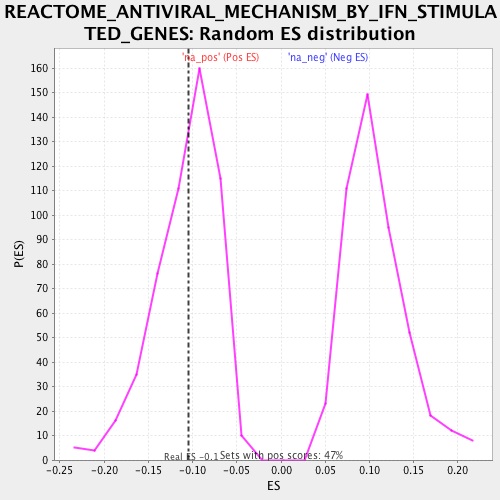 REACTOME_ANTIVIRAL_MECHANISM_BY_IFN_STIMULA
TED_GENES: Random ES distribution
'na_pos' (Pos ES) 'na_neg' (Neg ES)
160
150
140
130
120
110
100
90
80
70
60
50
40
30
20
10
0
P(ES)
Real ES -0.1 Sets with pos scores: 47%
-0.25 -0.20 -0.15 -0.10 -0.05 0.00 0.05 0.10 0.15 0.20
ES